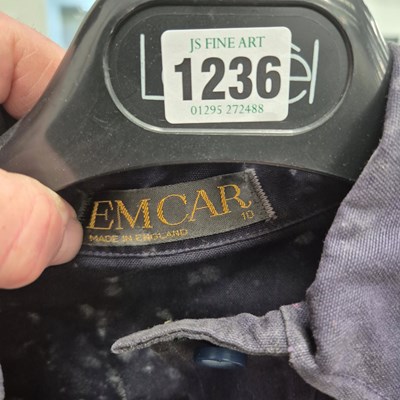 JS FINE ART
1236
01295 272488
EMCAR
MADE IN ENGLAND
10